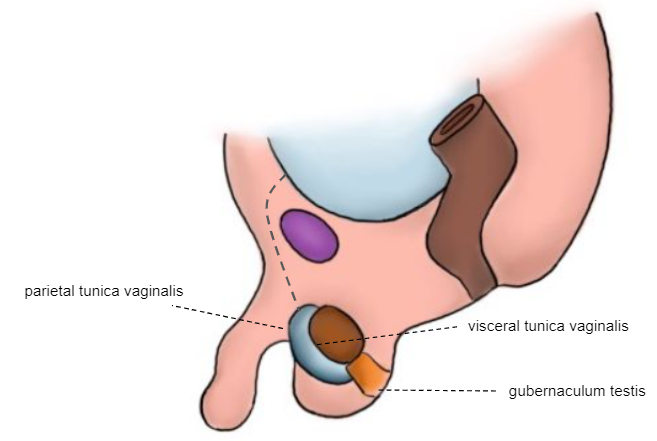 parietal tunica vaginalis
visceral tunica vaginalis
gubernaculum testis